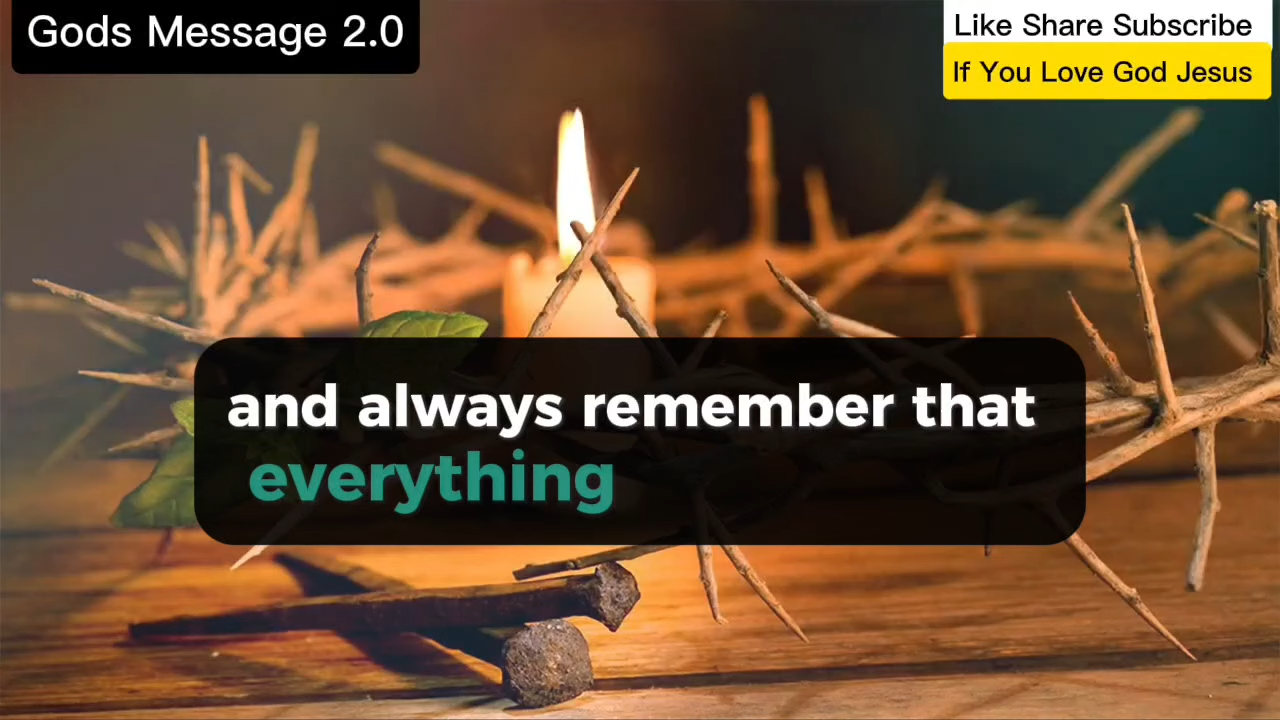 Gods Message 2.0
Like Share Subscribe
If You Love God Jesus
and always remember that
everything